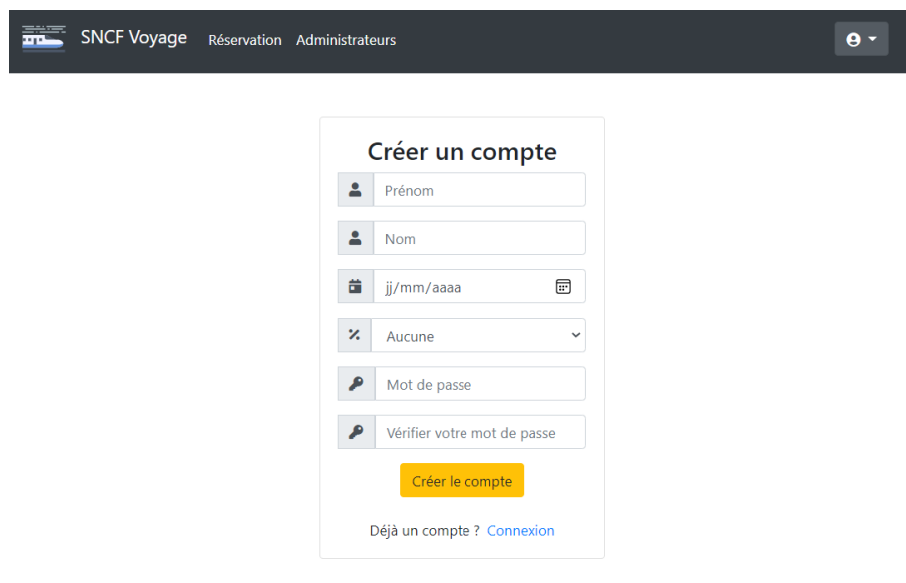 SNCF Voyage Réservation Administrateurs
Créer un compte
Prénom
Nom
jj/mm/aaaa
Aucune
Mot de passe
Vérifier votre mot de passe
Créer le compte
Déjà un compte ? Connexion